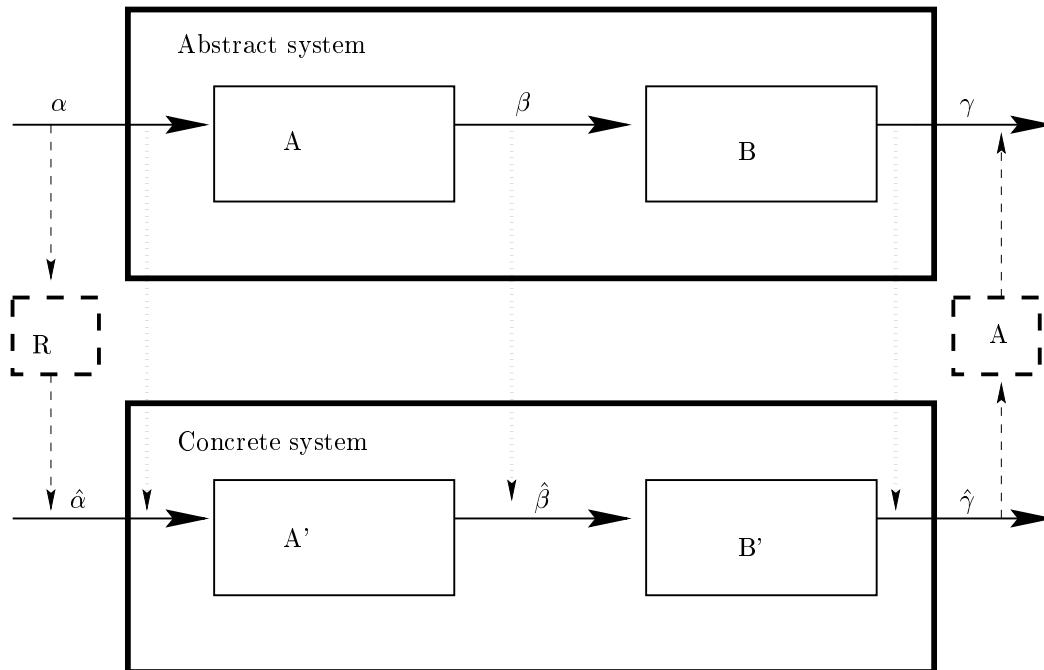 Abstract system
α
β
γ
A
B
R
A
Concrete system
α̂
β̂
γ̂
A'
B'